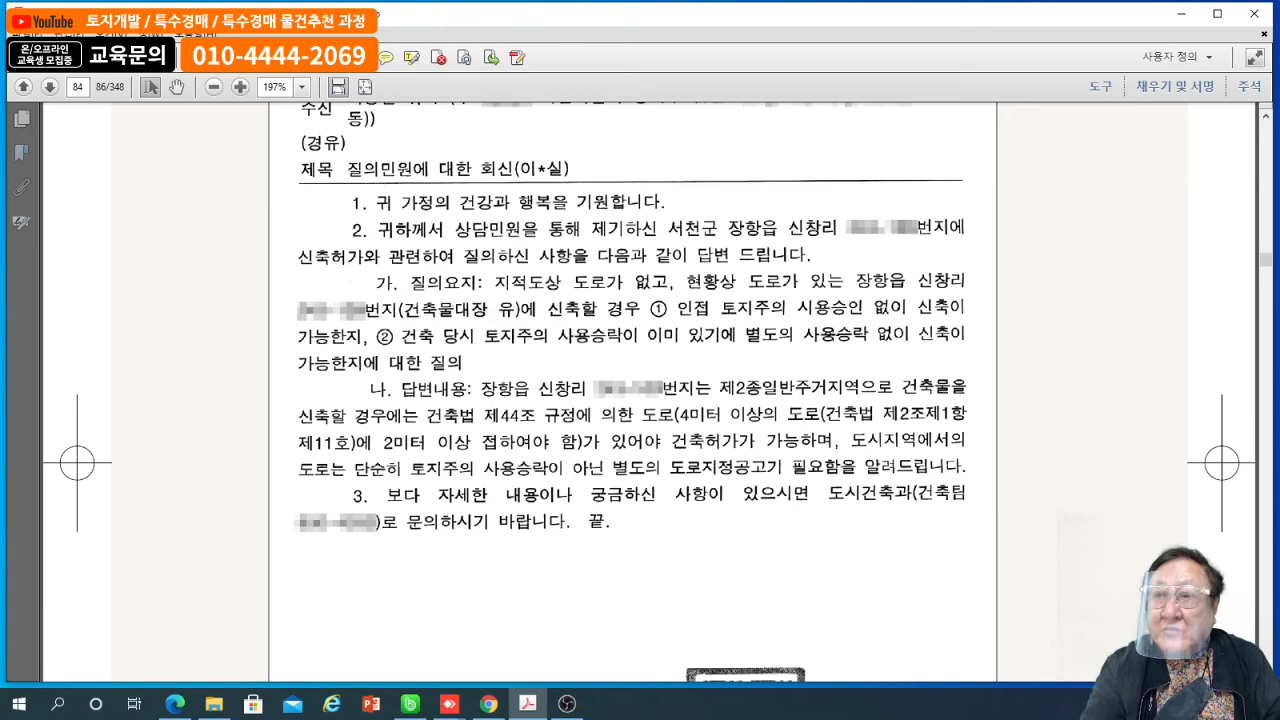 YouTube 토지개발 / 특수경매 / 특수경매 물건추천 과정
온/오프라인
교육생 모집중
교육문의 010-4444-2069
사용자 정의
84 86/348 197%
도구 채우기 및 서명 주석
수신
동))
(경유)
제목 질의민원에 대한 회신(이*실)
1. 귀 가정의 건강과 행복을 기원합니다.
2. 귀하께서 상담민원을 통해 제기하신 서천군 장항읍 신창리 번지에
신축허가와 관련하여 질의하신 사항을 다음과 같이 답변 드립니다.
가. 질의요지: 지적도상 도로가 없고, 현황상 도로가 있는 장항읍 신창리
번지(건축물대장 유)에 신축할 경우 ① 인접 토지주의 시용승인 없이 신축이
가능한지, ② 건축 당시 토지주의 사용승락이 이미 있기에 별도의 사용승락 없이 신축이
가능한지에 대한 질의
나. 답변내용: 장항읍 신창리 번지는 제2종일반주거지역으로 건축물을
신축할 경우에는 건축법 제44조 규정에 의한 도로(4미터 이상의 도로(건축법 제2조제1항
제11호)에 2미터 이상 접하여야 함)가 있어야 건축허가가 가능하며, 도시지역에서의
도로는 단순히 토지주의 사용승락이 아닌 별도의 도로지정공고기 필요함을 알려드립니다.
3. 보다 자세한 내용이나 궁금하신 사항이 있으시면 도시건축과(건축팀
)로 문의하시기 바랍니다. 끝.